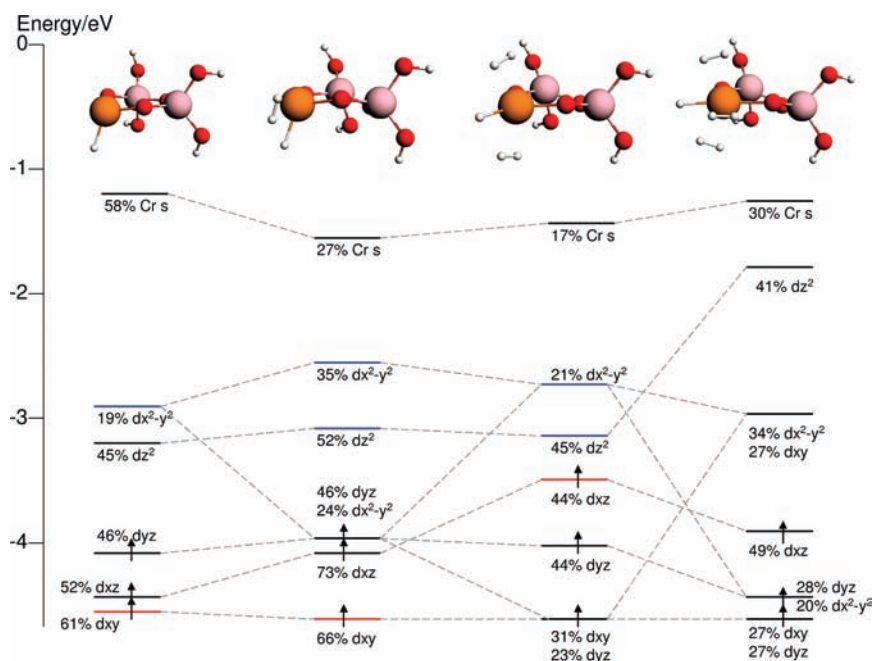 Energy/eV
0
-1
-2
-3
-4
58% Cr s
19% dx²-y²
45% dz²
46% dyz
52% dxz
61% dxy
27% Cr s
35% dx²-y²
52% dz²
46% dyz
24% dx²-y²
73% dxz
66% dxy
17% Cr s
21% dx²-y²
45% dz²
44% dxz
44% dyz
31% dxy
23% dyz
30% Cr s
41% dz²
34% dx²-y²
27% dxy
49% dxz
28% dyz
20% dx²-y²
27% dxy
27% dyz